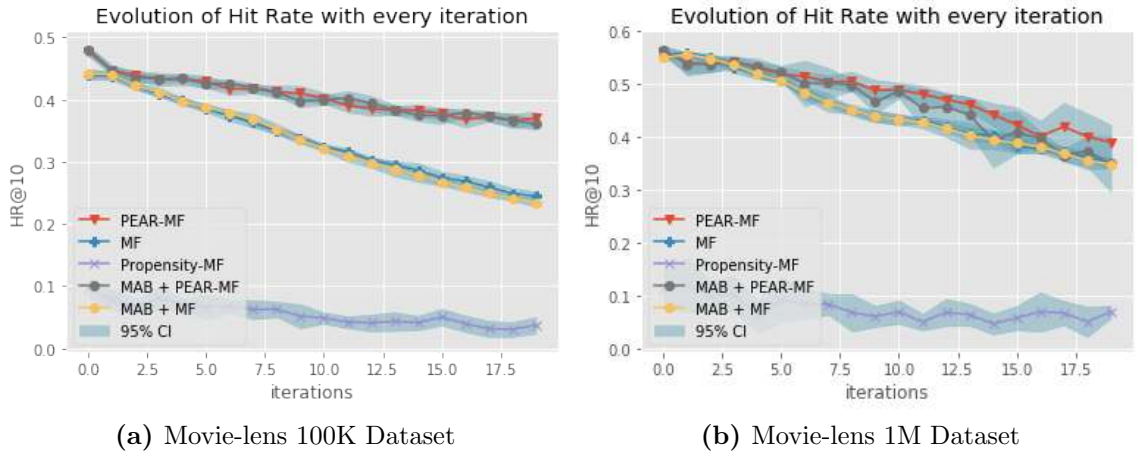 Evolution of Hit Rate with every iteration
0.5
0.4
0.3
0.2
0.1
0.0
HR@10
PEAR-MF
MF
Propensity-MF
MAB + PEAR-MF
MAB + MF
95% CI
0.0 2.5 5.0 7.5 10.0 12.5 15.0 17.5
iterations
(a) Movie-lens 100K Dataset
Evolution of Hit Rate with every iteration
0.6
0.5
0.4
0.3
0.2
0.1
0.0
HR@10
PEAR-MF
MF
Propensity-MF
MAB + PEAR-MF
MAB + MF
95% CI
0.0 2.5 5.0 7.5 10.0 12.5 15.0 17.5
iterations
(b) Movie-lens 1M Dataset